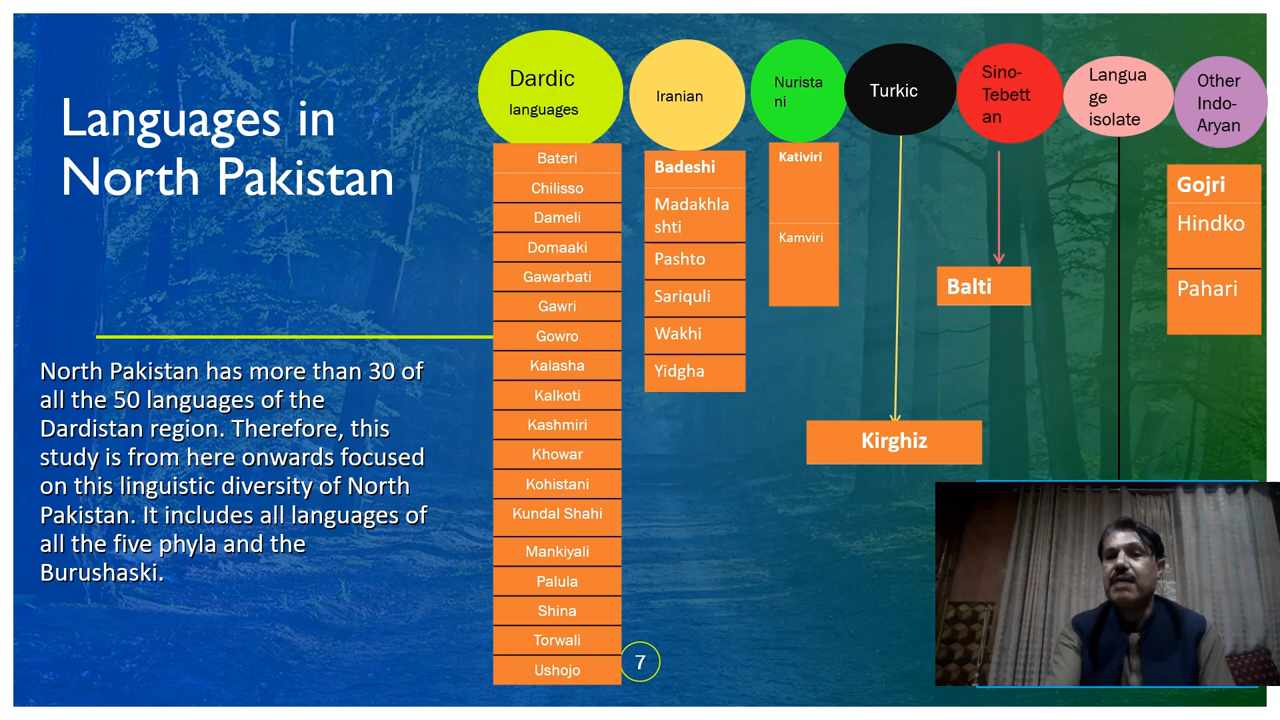 Languages in
North Pakistan
North Pakistan has more than 30 of
all the 50 languages of the
Dardistan region. Therefore, this
study is from here onwards focused
on this linguistic diversity of North
Pakistan. It includes all languages of
all the five phyla and the
Burushaski.
Dardic
languages
Bateri
Chilisso
Dameli
Domaaki
Gawarbati
Gawri
Gowro
Kalasha
Kalkoti
Kashmiri
Khowar
Kohistani
Kundal Shahi
Mankiyali
Palula
Shina
Torwali
Ushojo
Iranian
Badeshi
Madakhla
shti
Pashto
Sariquli
Wakhi
Yidgha
Nurista
ni
Kativiri
Kamviri
Turkic
Kirghiz
Sino-
Tebett
an
Balti
Langua
ge
isolate
Other
Indo-
Aryan
Gojri
Hindko
Pahari
7